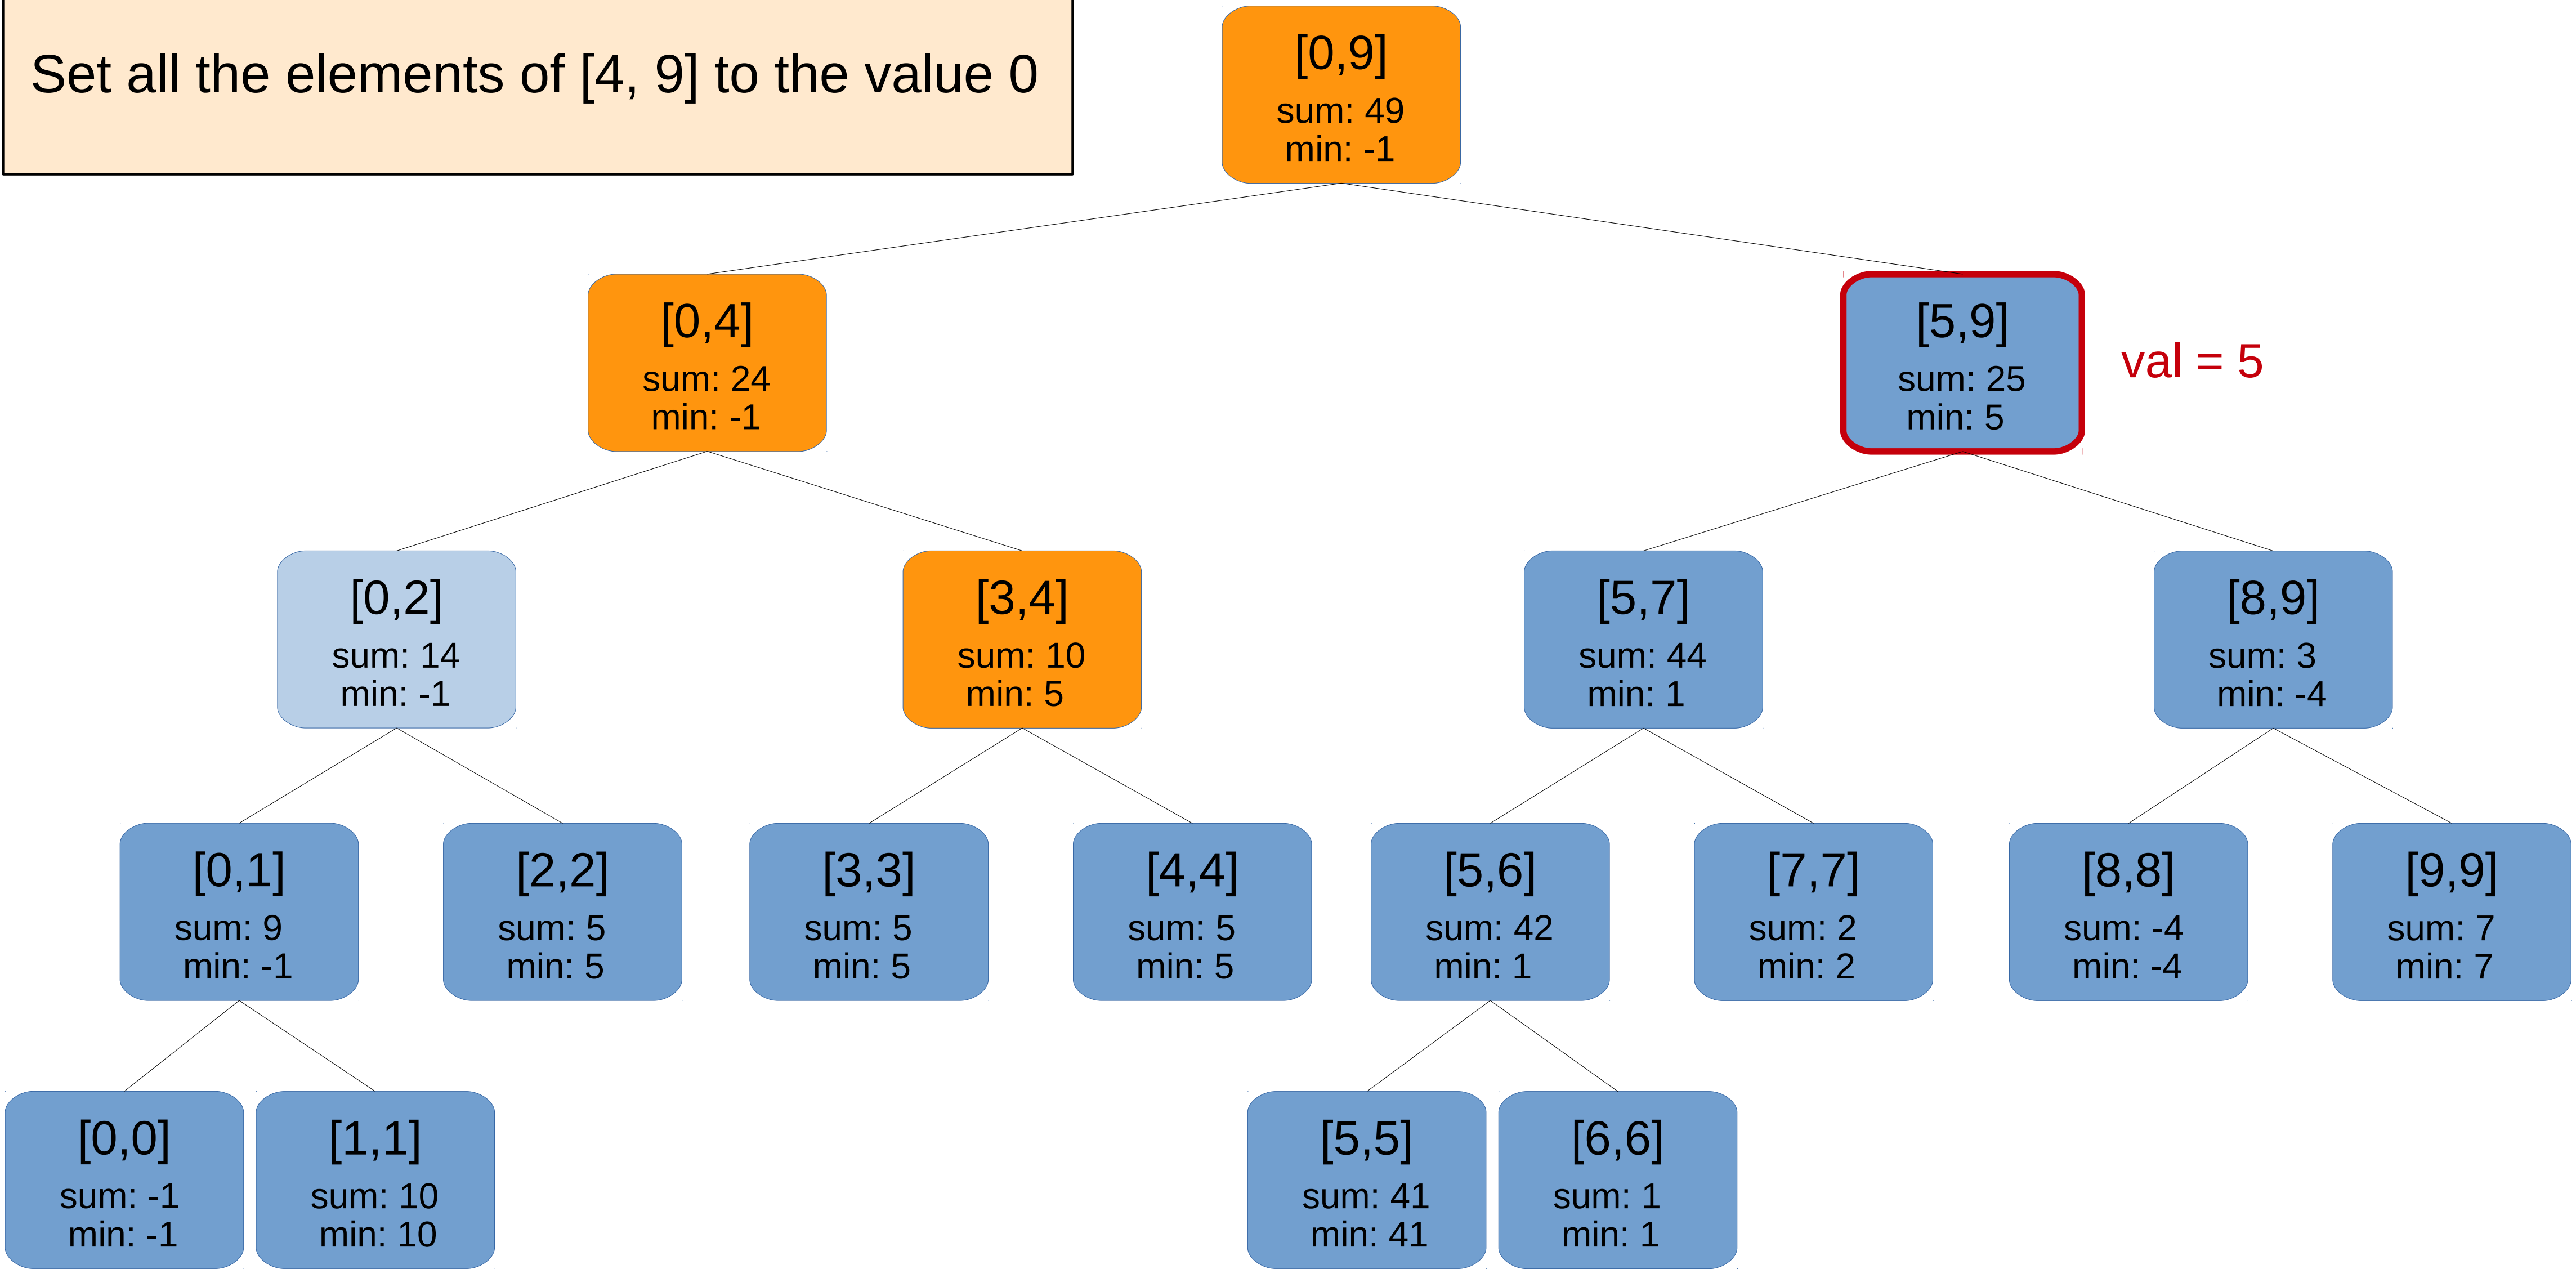 Set all the elements of [4, 9] to the value 0
[0,9]
sum: 49
min: -1
[0,4]
sum: 24
min: -1
[5,9]
sum: 25
min: 5
val = 5
[0,2]
sum: 14
min: -1
[3,4]
sum: 10
min: 5
[5,7]
sum: 44
min: 1
[8,9]
sum: 3
min: -4
[0,1]
sum: 9
min: -1
[2,2]
sum: 5
min: 5
[3,3]
sum: 5
min: 5
[4,4]
sum: 5
min: 5
[5,6]
sum: 42
min: 1
[7,7]
sum: 2
min: 2
[8,8]
sum: -4
min: -4
[9,9]
sum: 7
min: 7
[0,0]
sum: -1
min: -1
[1,1]
sum: 10
min: 10
[5,5]
sum: 41
min: 41
[6,6]
sum: 1
min: 1